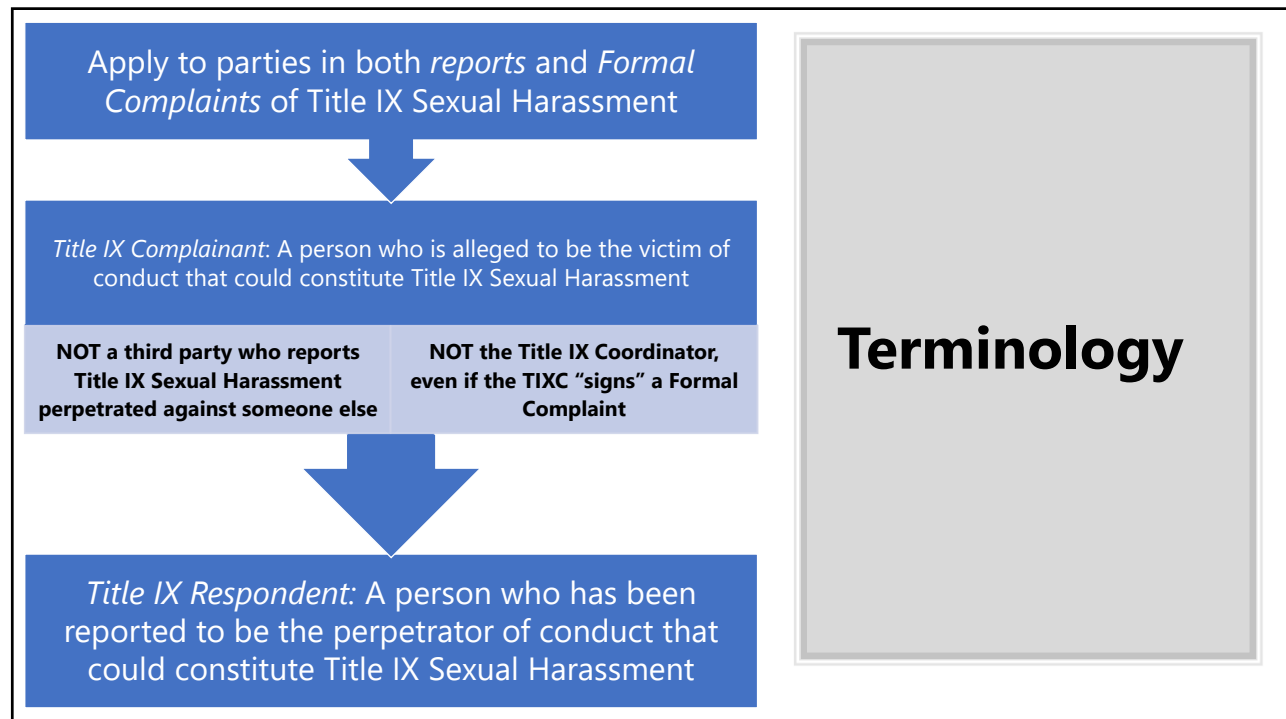 Apply to parties in both reports and Formal
Complaints of Title IX Sexual Harassment
Title IX Complainant: A person who is alleged to be the victim of
conduct that could constitute Title IX Sexual Harassment
NOT a third party who reports
Title IX Sexual Harassment
perpetrated against someone else
NOT the Title IX Coordinator,
even if the TIXC “signs” a Formal
Complaint
Title IX Respondent: A person who has been
reported to be the perpetrator of conduct that
could constitute Title IX Sexual Harassment
Terminology